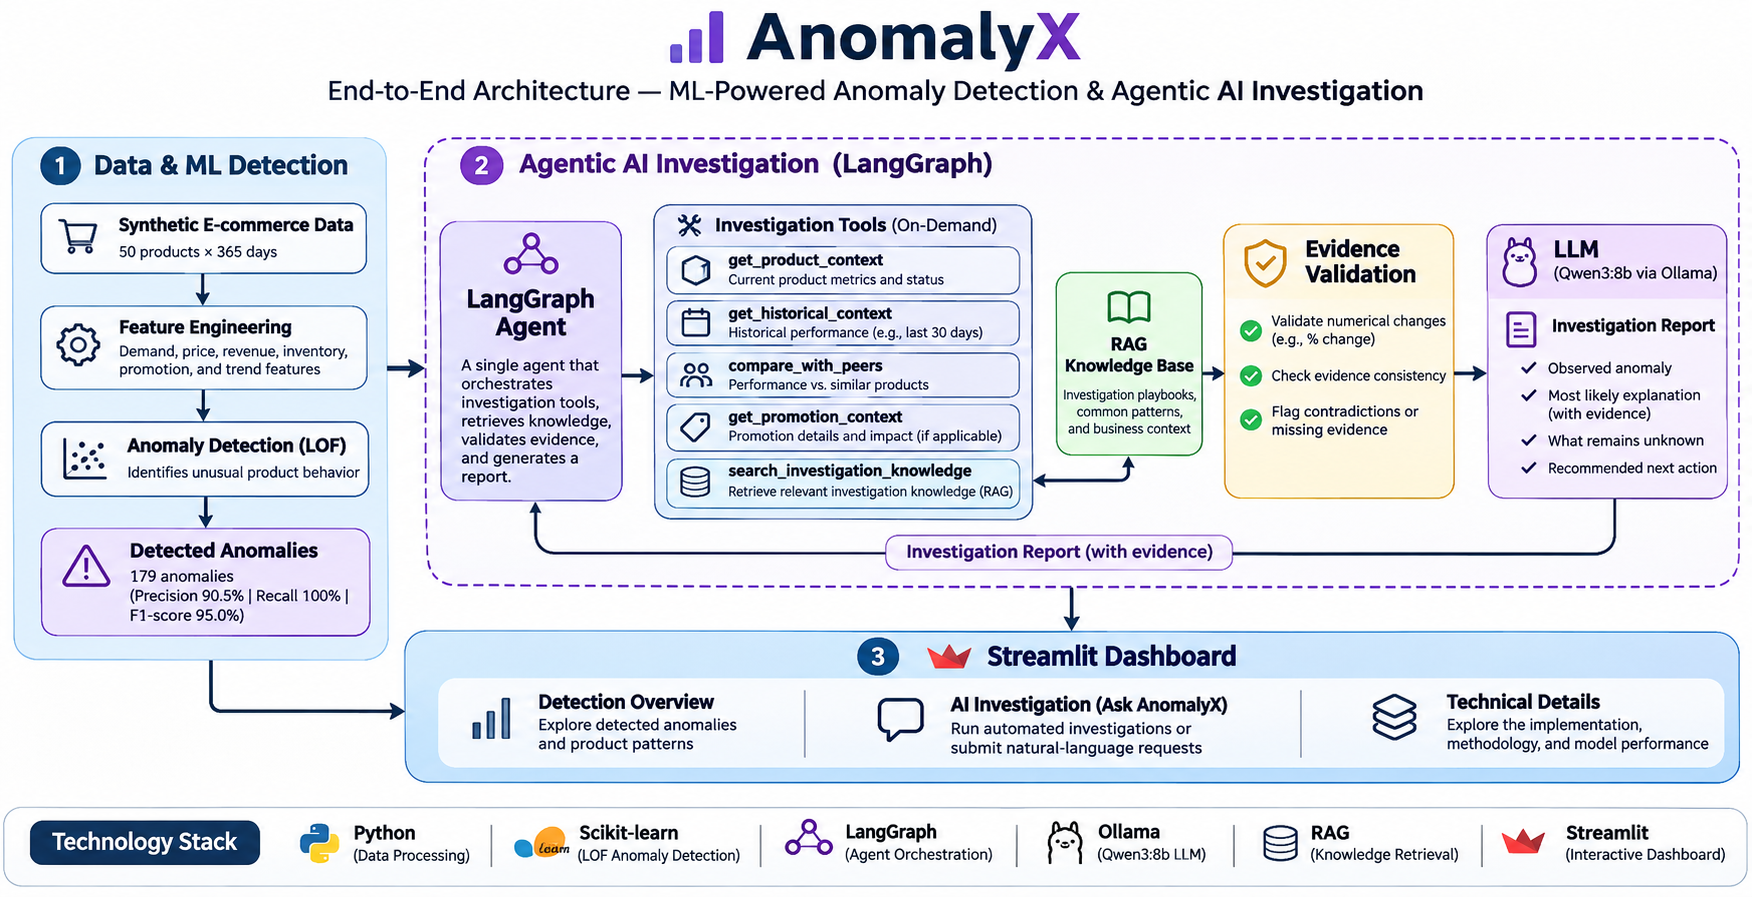 AnomalyX
End-to-End Architecture — ML-Powered Anomaly Detection & Agentic AI Investigation
1 Data & ML Detection
Synthetic E-commerce Data
50 products × 365 days
Feature Engineering
Demand, price, revenue, inventory,
promotion, and trend features
Anomaly Detection (LOF)
Identifies unusual product behavior
Detected Anomalies
179 anomalies
(Precision 90.5% | Recall 100% |
F1-score 95.0%)
2 Agentic AI Investigation (LangGraph)
LangGraph
Agent
A single agent that
orchestrates
investigation tools,
retrieves knowledge,
validates evidence,
and generates a
report.
Investigation Tools (On-Demand)
get_product_context
Current product metrics and status
get_historical_context
Historical performance (e.g., last 30 days)
compare_with_peers
Performance vs. similar products
get_promotion_context
Promotion details and impact (if applicable)
search_investigation_knowledge
Retrieve relevant investigation knowledge (RAG)
RAG
Knowledge Base
Investigation playbooks,
common patterns,
and business context
Evidence
Validation
Validate numerical changes
(e.g., % change)
Check evidence consistency
Flag contradictions or
missing evidence
LLM
(Qwen3:8b via Ollama)
Investigation Report
Observed anomaly
Most likely explanation
(with evidence)
What remains unknown
Recommended next action
Investigation Report (with evidence)
3 Streamlit Dashboard
Detection Overview
Explore detected anomalies
and product patterns
AI Investigation (Ask AnomalyX)
Run automated investigations or
submit natural-language requests
Technical Details
Explore the implementation,
methodology, and model performance
Technology Stack
Python
(Data Processing)
learn
Scikit-learn
(LOF Anomaly Detection)
LangGraph
(Agent Orchestration)
Ollama
(Qwen3:8b LLM)
RAG
(Knowledge Retrieval)
Streamlit
(Interactive Dashboard)